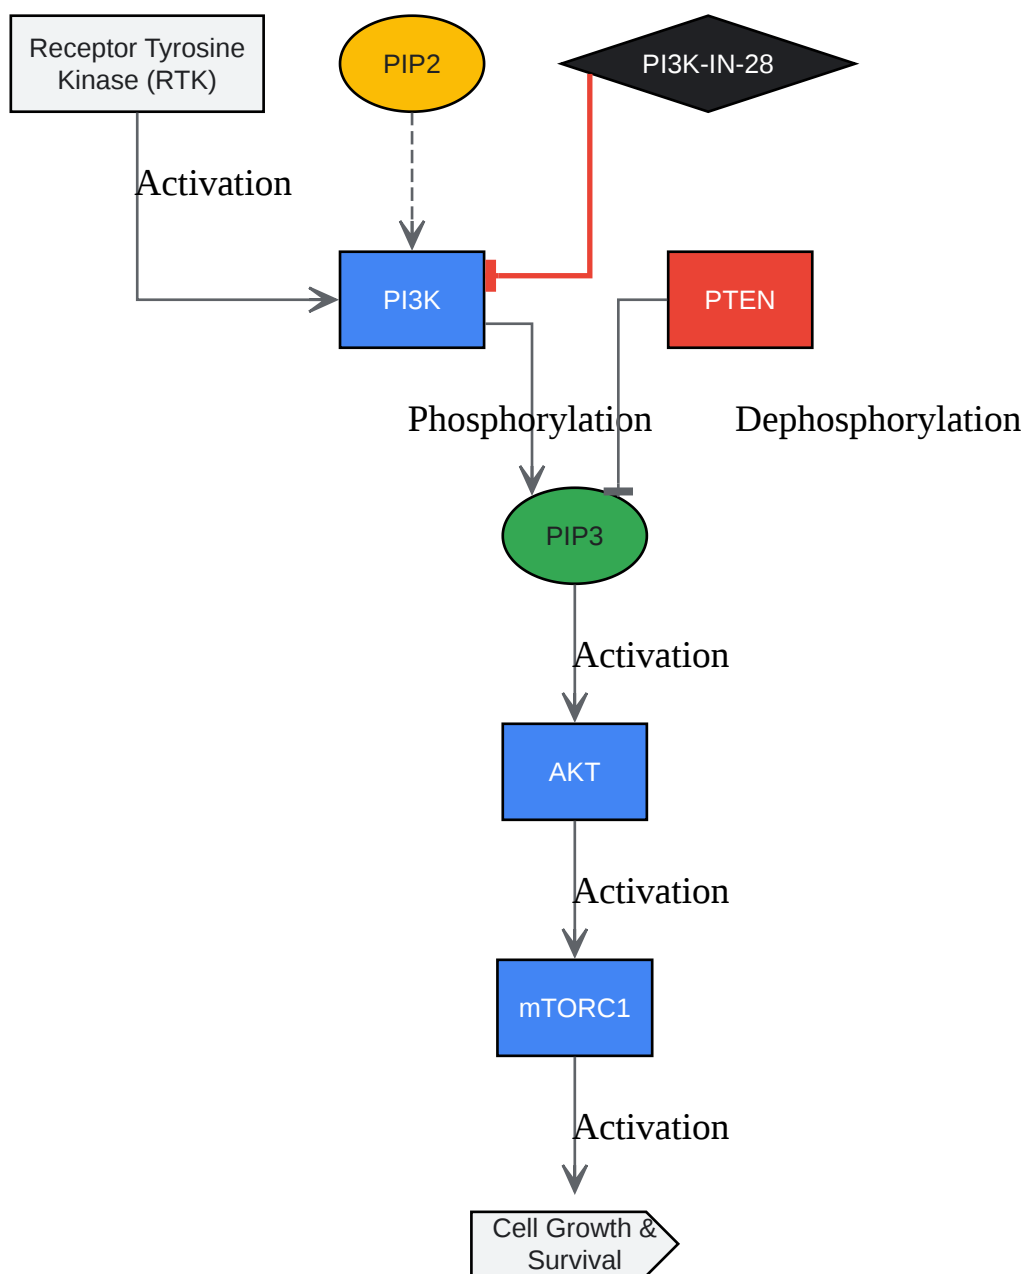 Receptor Tyrosine
Kinase (RTK)
PIP2
PI3K-IN-28
Activation
PI3K
PTEN
Phosphorylation
Dephosphorylation
PIP3
Activation
AKT
Activation
mTORC1
Activation
Cell Growth &
Survival